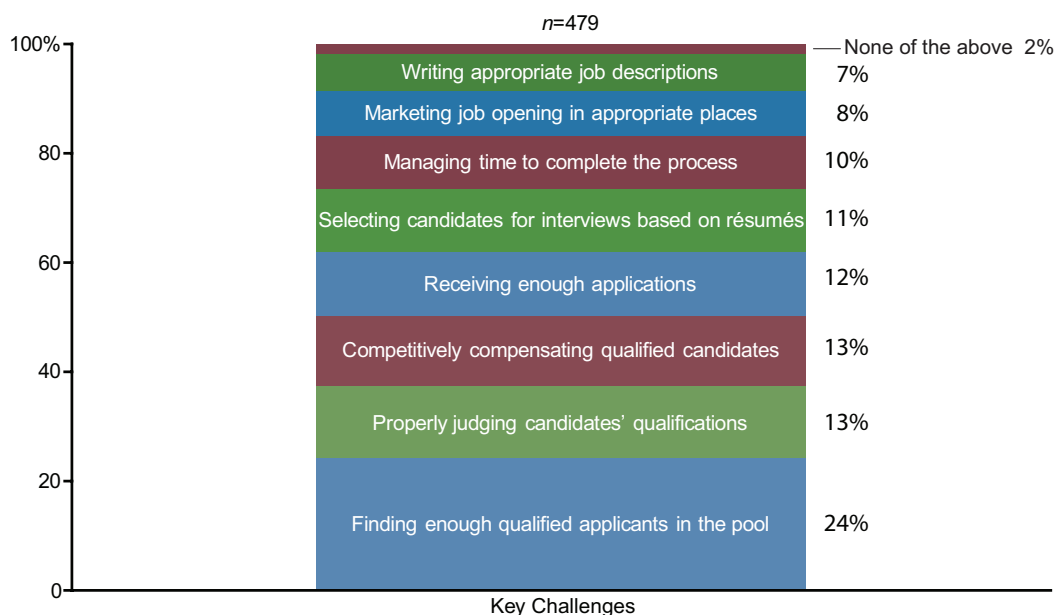 n=479
100%
None of the above 2%
Writing appropriate job descriptions 7%
Marketing job opening in appropriate places 8%
80
Managing time to complete the process 10%
Selecting candidates for interviews based on résumés 11%
60
Receiving enough applications 12%
Competitively compensating qualified candidates 13%
40
Properly judging candidates’ qualifications 13%
20
Finding enough qualified applicants in the pool 24%
0
Key Challenges